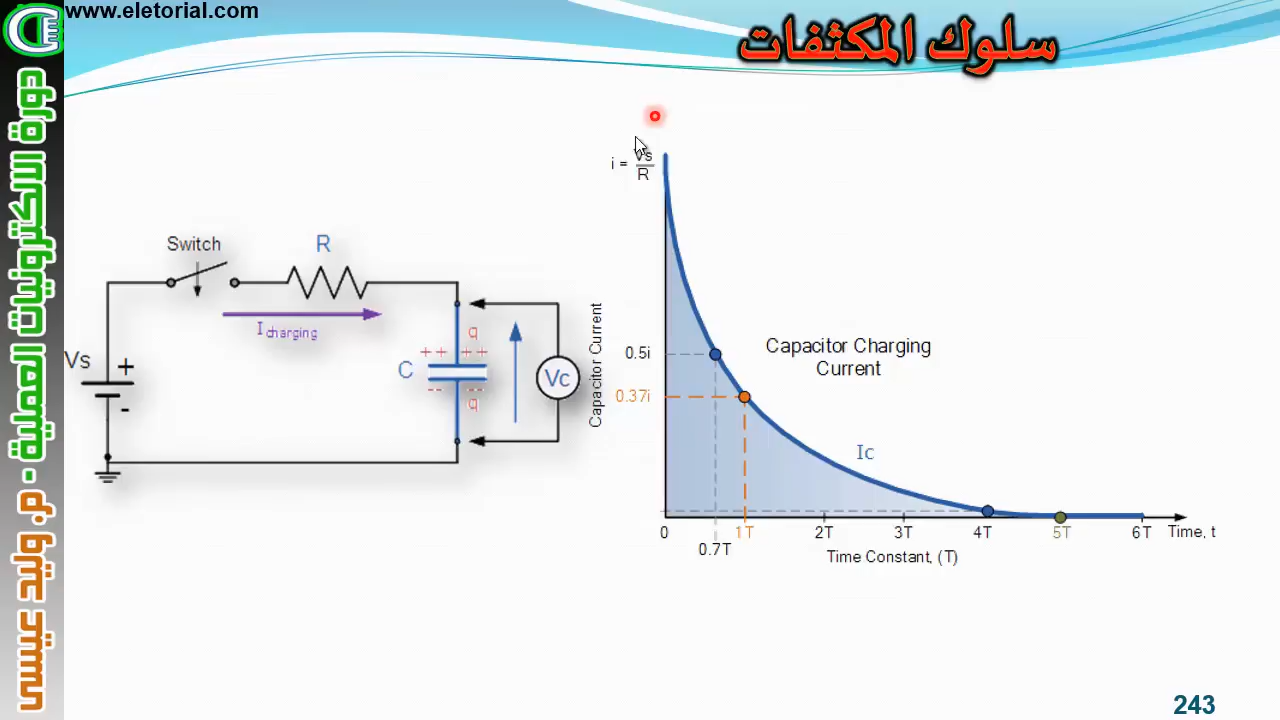 www.eletorial.com
سلوك المكثفات
دورة الالكترونيات العملية - م. وليد عيسى
Switch
R
I charging
Vs
+
-
C
q
++ ++
-- --
q
Vc
i = Vs
R
Capacitor Current
0.5i
0.37i
Capacitor Charging
Current
Ic
0
0.7T
1T
2T
3T
4T
5T
6T
Time, t
Time Constant, (T)
243